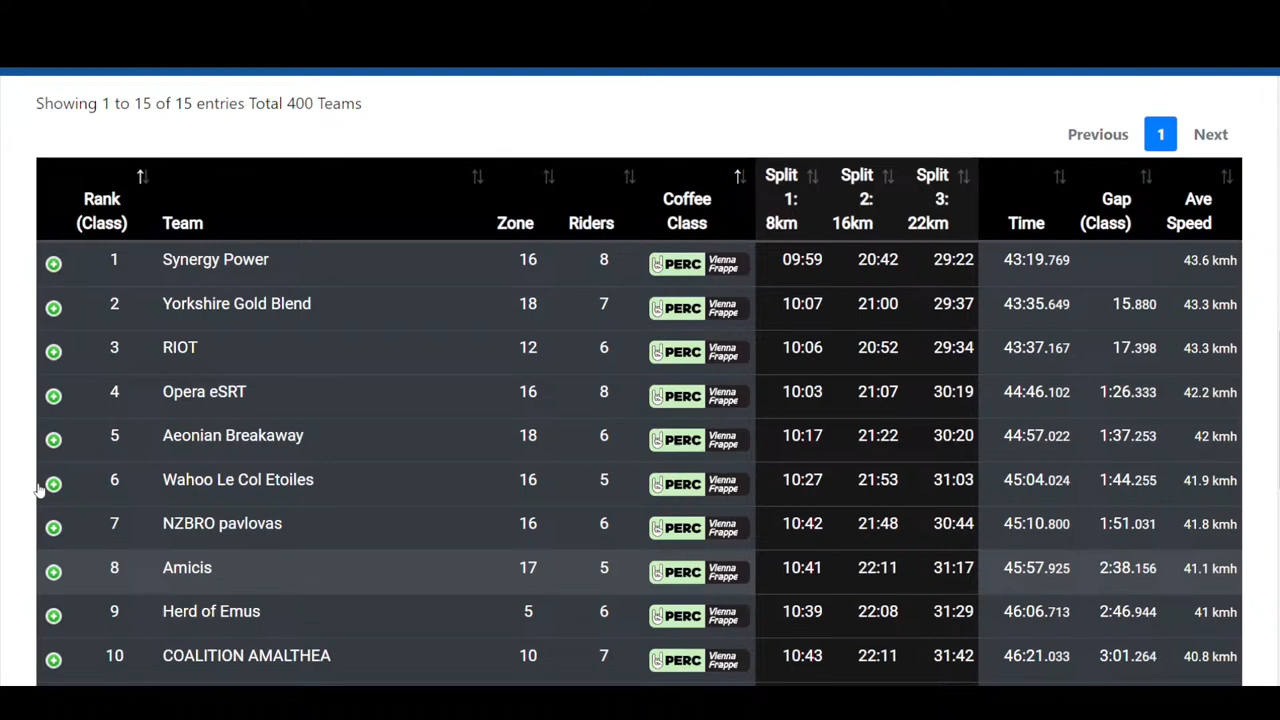 Showing 1 to 15 of 15 entries Total 400 Teams
Previous 1 Next
Rank (Class) Team Zone Riders Coffee Class Split 1: 8km Split 2: 16km Split 3: 22km Time Gap (Class) Ave Speed
1 Synergy Power 16 8 PERC Vienna Frappe 09:59 20:42 29:22 43:19.769 43.6 kmh
2 Yorkshire Gold Blend 18 7 PERC Vienna Frappe 10:07 21:00 29:37 43:35.649 15.880 43.3 kmh
3 RIOT 12 6 PERC Vienna Frappe 10:06 20:52 29:34 43:37.167 17.398 43.3 kmh
4 Opera eSRT 16 8 PERC Vienna Frappe 10:03 21:07 30:19 44:46.102 1:26.333 42.2 kmh
5 Aeonian Breakaway 18 6 PERC Vienna Frappe 10:17 21:22 30:20 44:57.022 1:37.253 42 kmh
6 Wahoo Le Col Etoiles 16 5 PERC Vienna Frappe 10:27 21:53 31:03 45:04.024 1:44.255 41.9 kmh
7 NZBRO pavlovas 16 6 PERC Vienna Frappe 10:42 21:48 30:44 45:10.800 1:51.031 41.8 kmh
8 Amicis 17 5 PERC Vienna Frappe 10:41 22:11 31:17 45:57.925 2:38.156 41.1 kmh
9 Herd of Emus 5 6 PERC Vienna Frappe 10:39 22:08 31:29 46:06.713 2:46.944 41 kmh
10 COALITION AMALTHEA 10 7 PERC Vienna Frappe 10:43 22:11 31:42 46:21.033 3:01.264 40.8 kmh